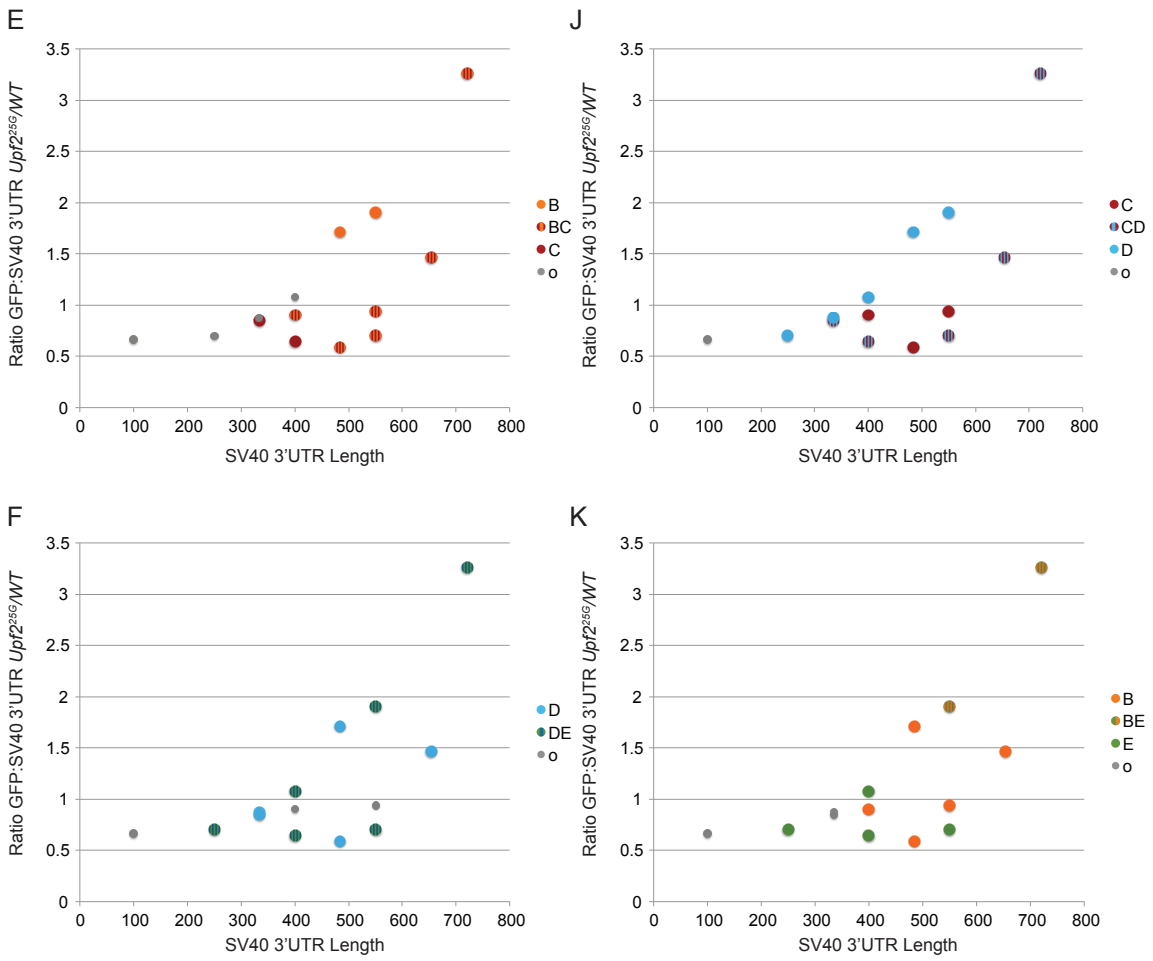 E
Ratio GFP:SV40 3'UTR Upf2^25G/WT
3.5
3
2.5
2
1.5
1
0.5
0
0 100 200 300 400 500 600 700 800
SV40 3'UTR Length
B
BC
C
o
J
Ratio GFP:SV40 3'UTR Upf2^25G/WT
3.5
3
2.5
2
1.5
1
0.5
0
0 100 200 300 400 500 600 700 800
SV40 3'UTR Length
C
CD
D
o
F
Ratio GFP:SV40 3'UTR Upf2^25G/WT
3.5
3
2.5
2
1.5
1
0.5
0
0 100 200 300 400 500 600 700 800
SV40 3'UTR Length
D
DE
o
K
Ratio GFP:SV40 3'UTR Upf2^25G/WT
3.5
3
2.5
2
1.5
1
0.5
0
0 100 200 300 400 500 600 700 800
SV40 3'UTR Length
B
BE
E
o